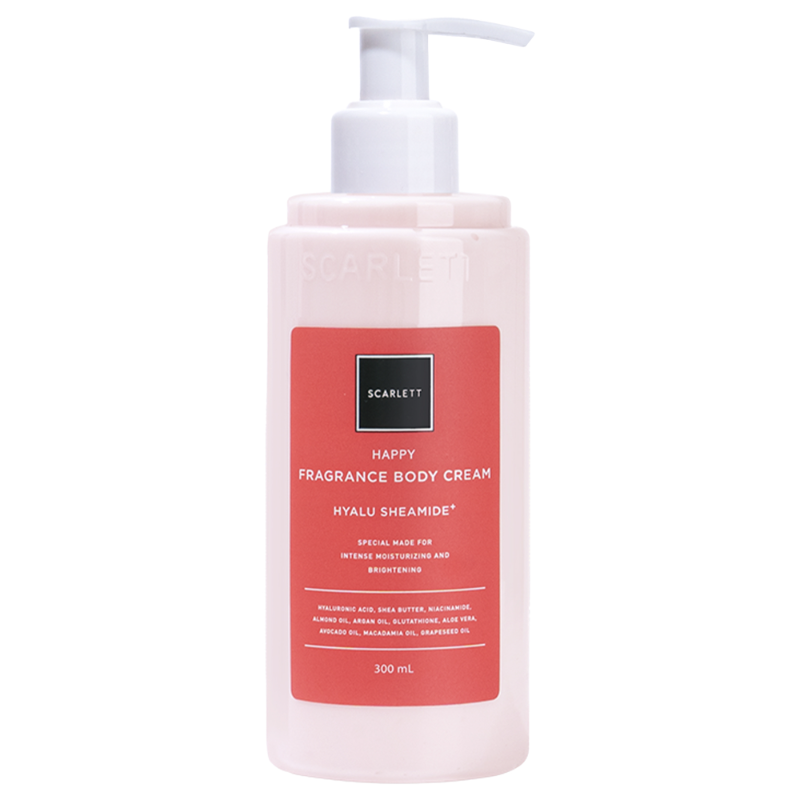 SCARLETT
SCARLETT
HAPPY
FRAGRANCE BODY CREAM
HYALU SHEAMIDE⁺
SPECIAL MADE FOR
INTENSE MOISTURIZING AND
BRIGHTENING
HYALURONIC ACID, SHEA BUTTER, NIACINAMIDE,
ALMOND OIL, ARGAN OIL, GLUTATHIONE, ALOE VERA,
AVOCADO OIL, MACADAMIA OIL, GRAPESEED OIL
300 mL